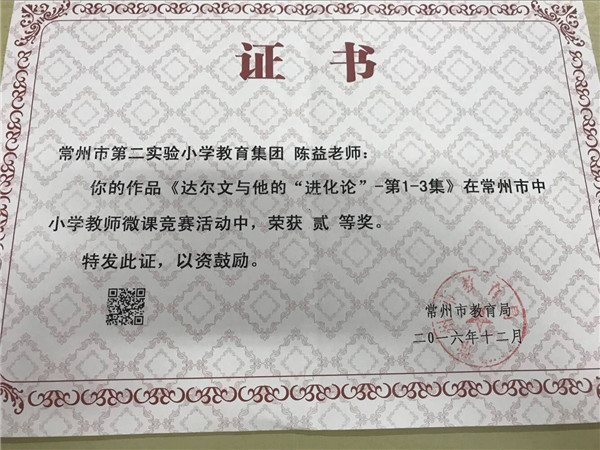 证书
常州市第二实验小学教育集团 陈益老师：
你的作品《达尔文与他的“进化论”-第1-3集》在常州市中
小学教师微课竞赛活动中，荣获 贰 等奖。
特发此证，以资鼓励。
常州市教育局
二〇一六年十二月